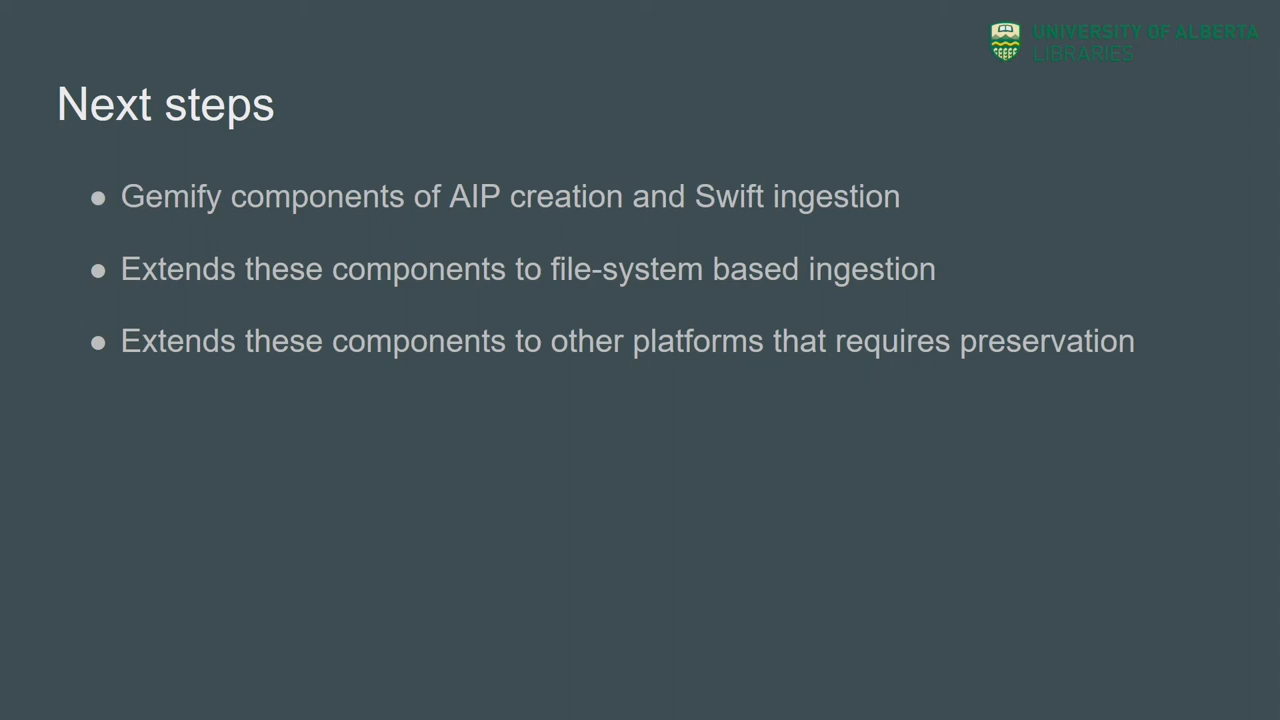 UNIVERSITY OF ALBERTA
LIBRARIES
Next steps
● Gemify components of AIP creation and Swift ingestion
● Extends these components to file-system based ingestion
● Extends these components to other platforms that requires preservation